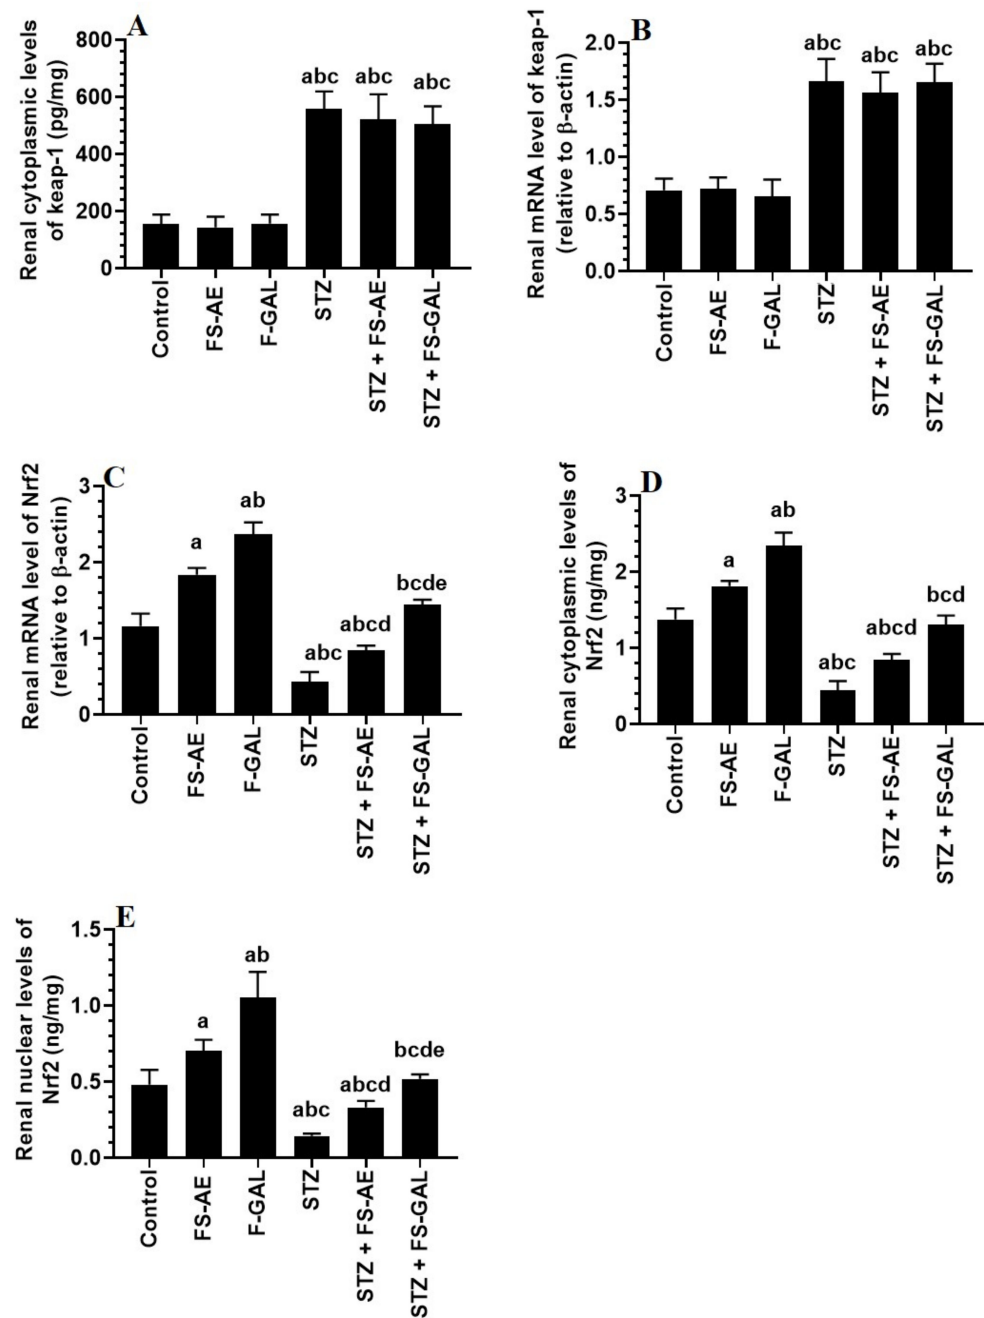 A
Renal cytoplasmic levels
of keap-1 (pg/mg)
800
600
400
200
0
abc
abc
abc
Control
FS-AE
F-GAL
STZ
STZ + FS-AE
STZ + FS-GAL
B
Renal mRNA level of keap-1
(relative to β-actin)
2.0
1.5
1.0
0.5
0.0
abc
abc
abc
Control
FS-AE
F-GAL
STZ
STZ + FS-AE
STZ + FS-GAL
C
Renal mRNA level of Nrf2
(relative to β-actin)
3
2
1
0
a
ab
abc
abcd
bcde
Control
FS-AE
F-GAL
STZ
STZ + FS-AE
STZ + FS-GAL
D
Renal cytoplasmic levels of
Nrf2 (ng/mg)
3
2
1
0
a
ab
abc
abcd
bcd
Control
FS-AE
F-GAL
STZ
STZ + FS-AE
STZ + FS-GAL
E
Renal nuclear levels of
Nrf2 (ng/mg)
1.5
1.0
0.5
0.0
a
ab
abc
abcd
bcde
Control
FS-AE
F-GAL
STZ
STZ + FS-AE
STZ + FS-GAL